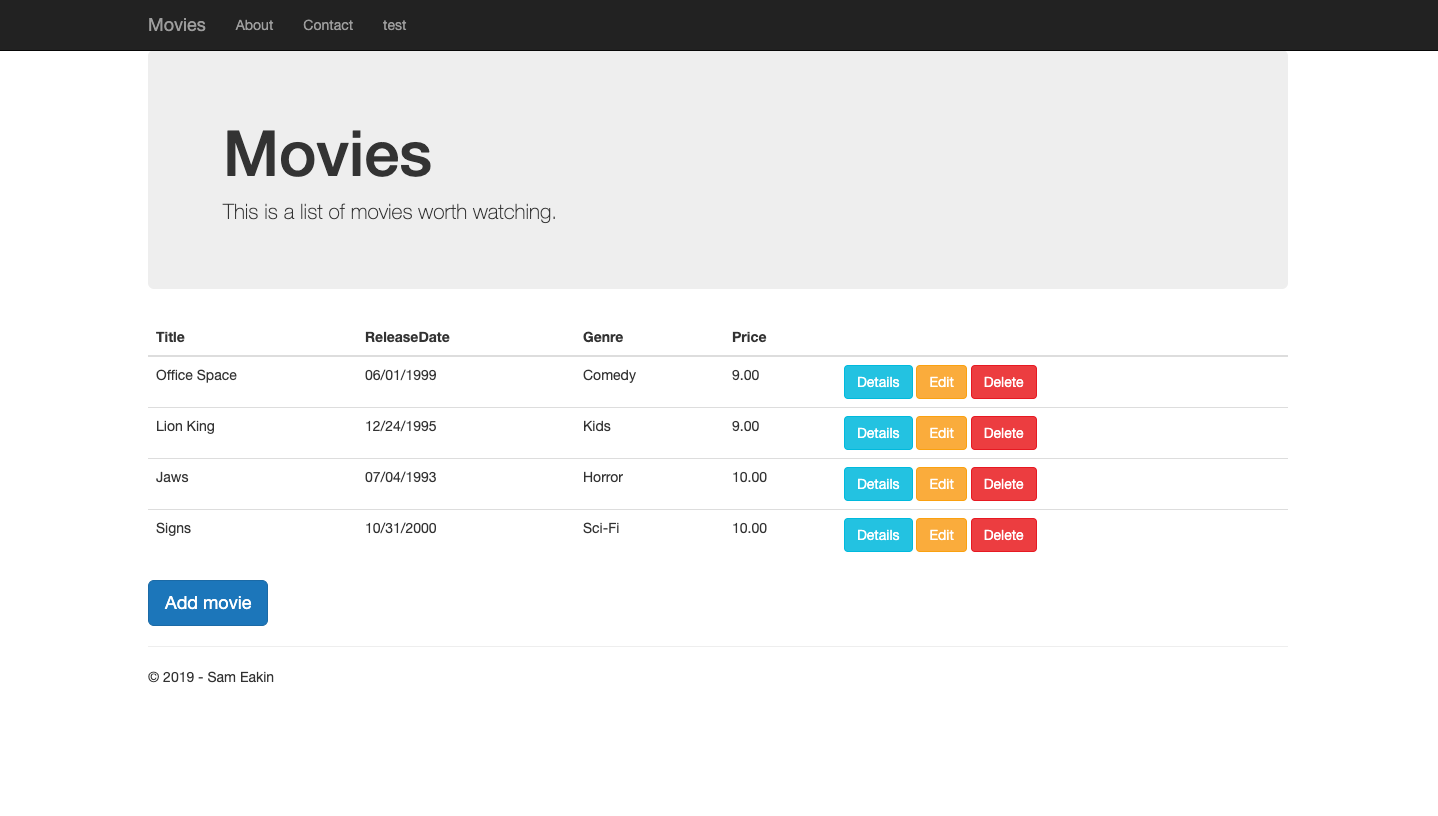 Movies About Contact test
Movies
This is a list of movies worth watching.
Title ReleaseDate Genre Price
Office Space 06/01/1999 Comedy 9.00 Details Edit Delete
Lion King 12/24/1995 Kids 9.00 Details Edit Delete
Jaws 07/04/1993 Horror 10.00 Details Edit Delete
Signs 10/31/2000 Sci-Fi 10.00 Details Edit Delete
Add movie
© 2019 - Sam Eakin